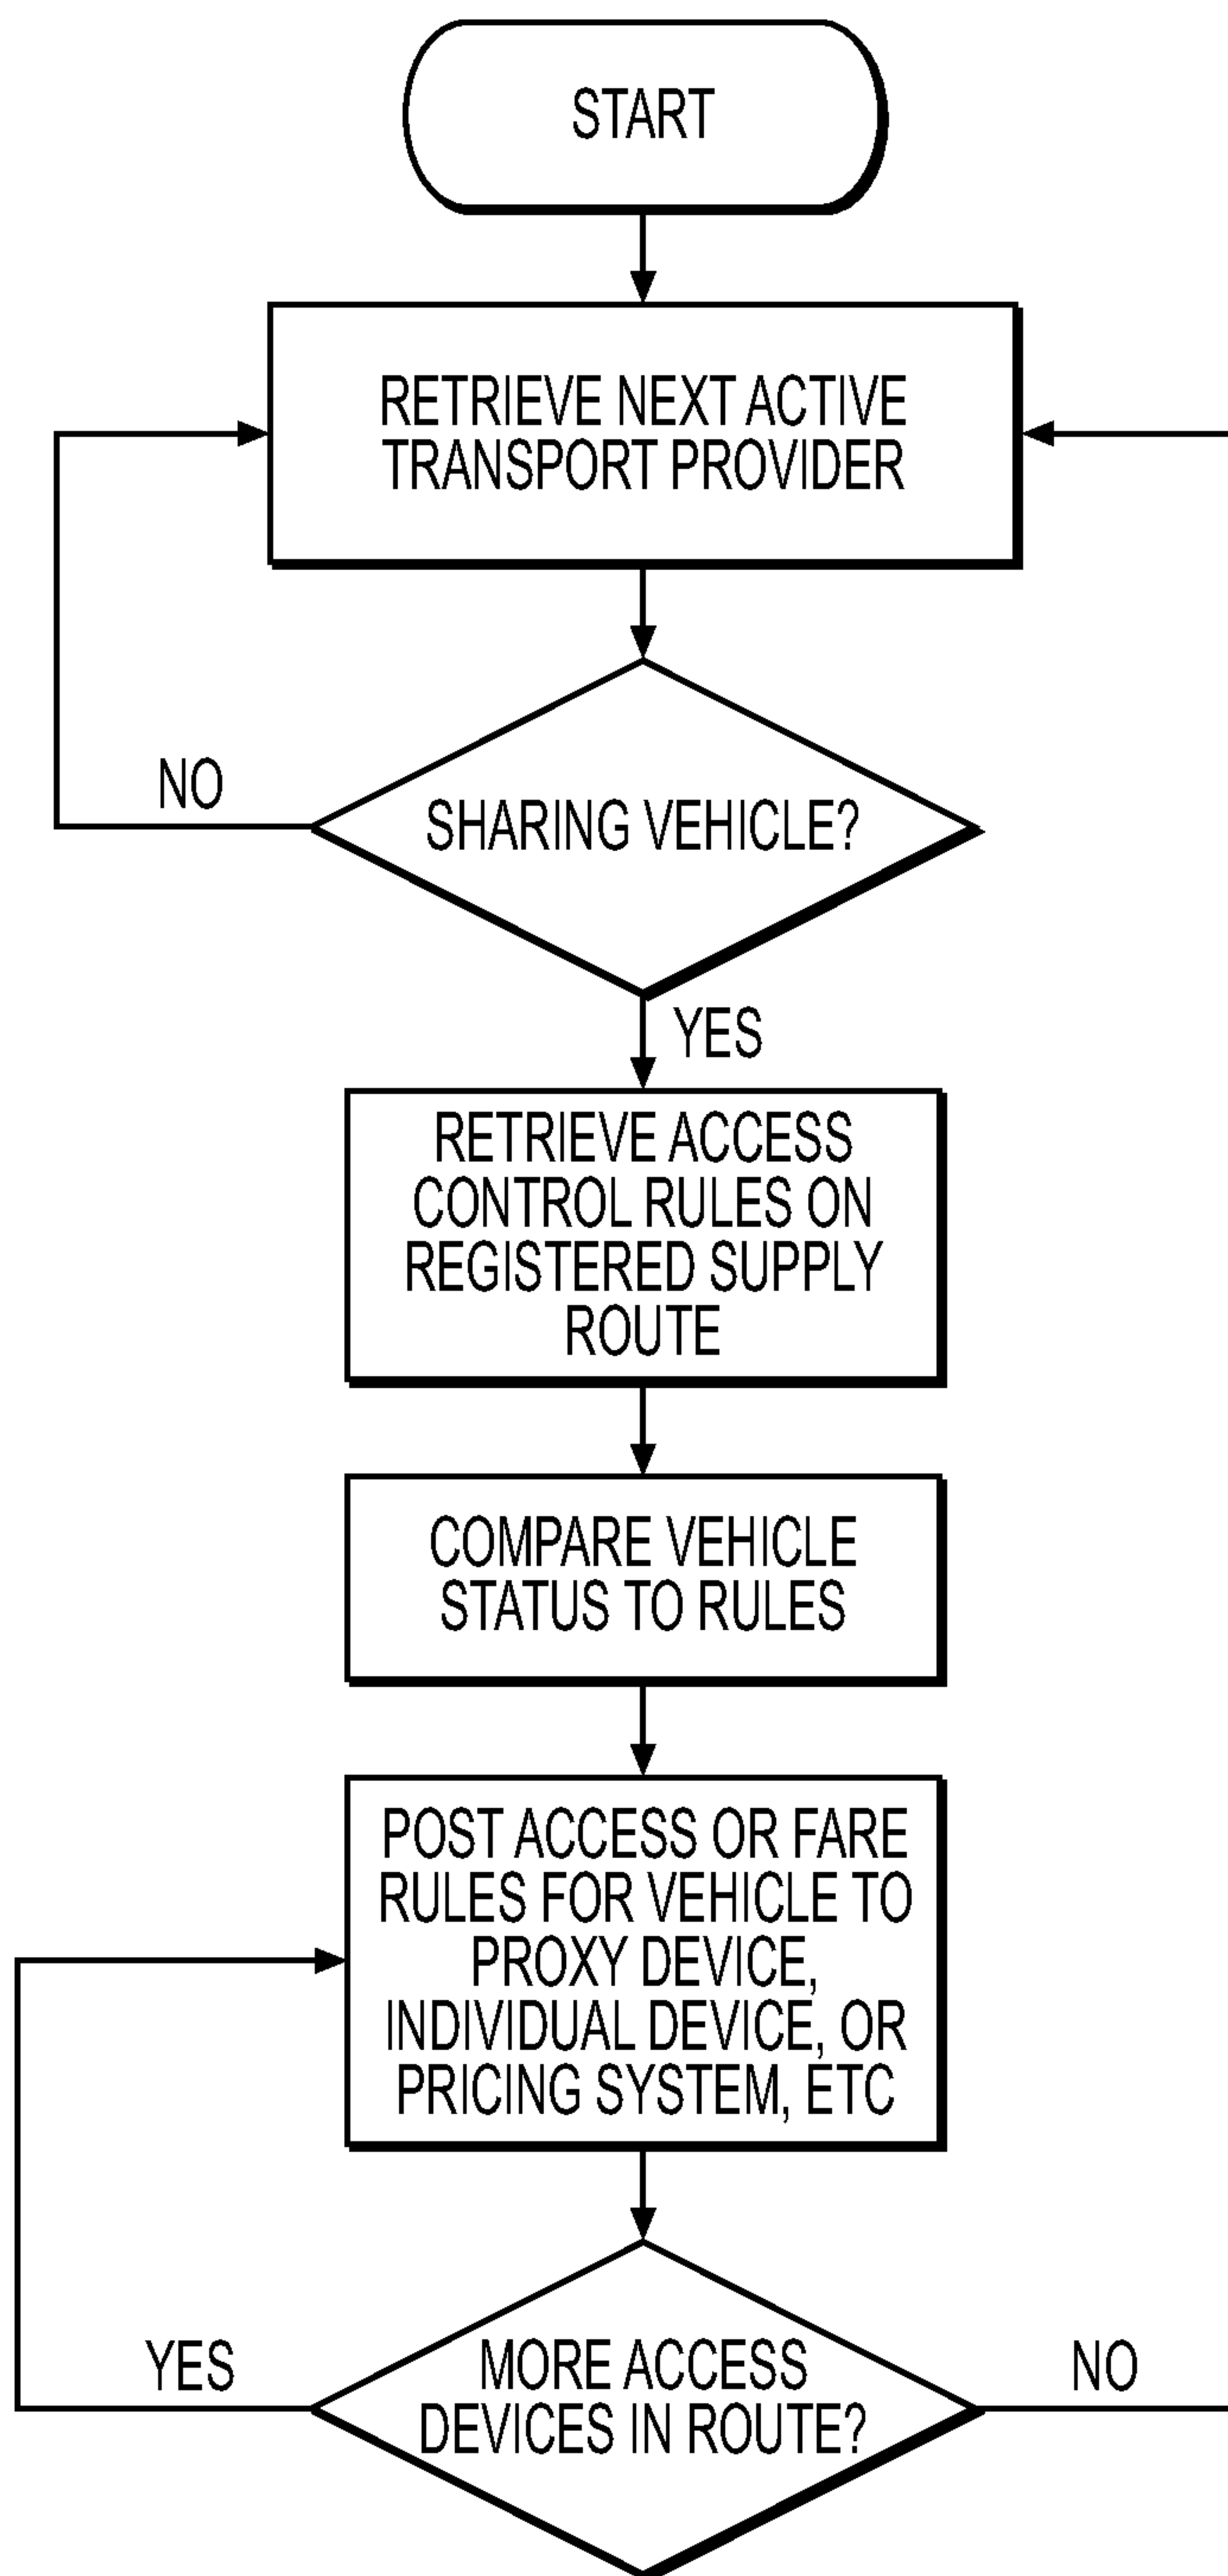 START
RETRIEVE NEXT ACTIVE
TRANSPORT PROVIDER
NO
SHARING VEHICLE?
YES
RETRIEVE ACCESS
CONTROL RULES ON
REGISTERED SUPPLY
ROUTE
COMPARE VEHICLE
STATUS TO RULES
POST ACCESS OR FARE
RULES FOR VEHICLE TO
PROXY DEVICE,
INDIVIDUAL DEVICE, OR
PRICING SYSTEM, ETC
YES
MORE ACCESS
DEVICES IN ROUTE?
NO